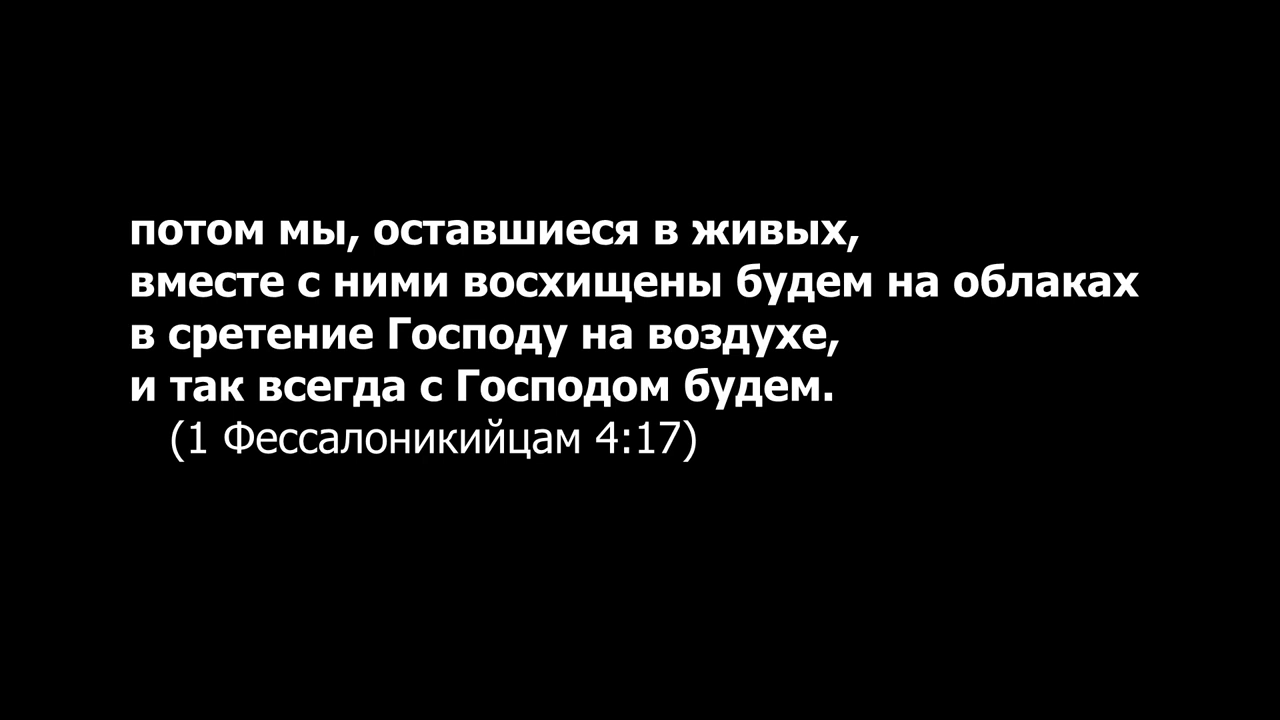 потом мы, оставшиеся в живых,
вместе с ними восхищены будем на облаках
в сретение Господу на воздухе,
и так всегда с Господом будем.
(1 Фессалоникийцам 4:17)